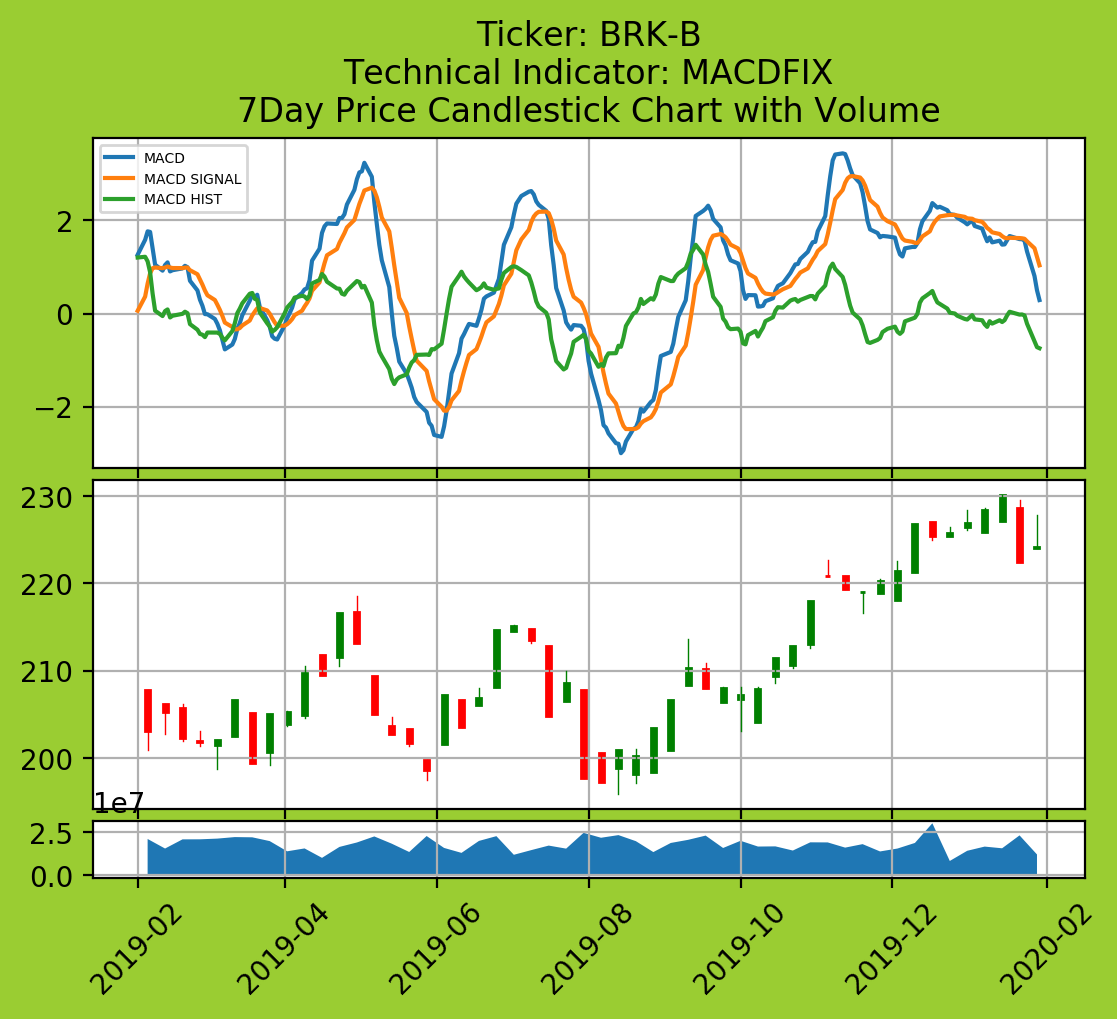 Ticker: BRK-B
Technical Indicator: MACDFIX
7Day Price Candlestick Chart with Volume
MACD
MACD SIGNAL
MACD HIST
2
0
−2
230
220
210
200
1e7
2.5
0.0
2019-02
2019-04
2019-06
2019-08
2019-10
2019-12
2020-02